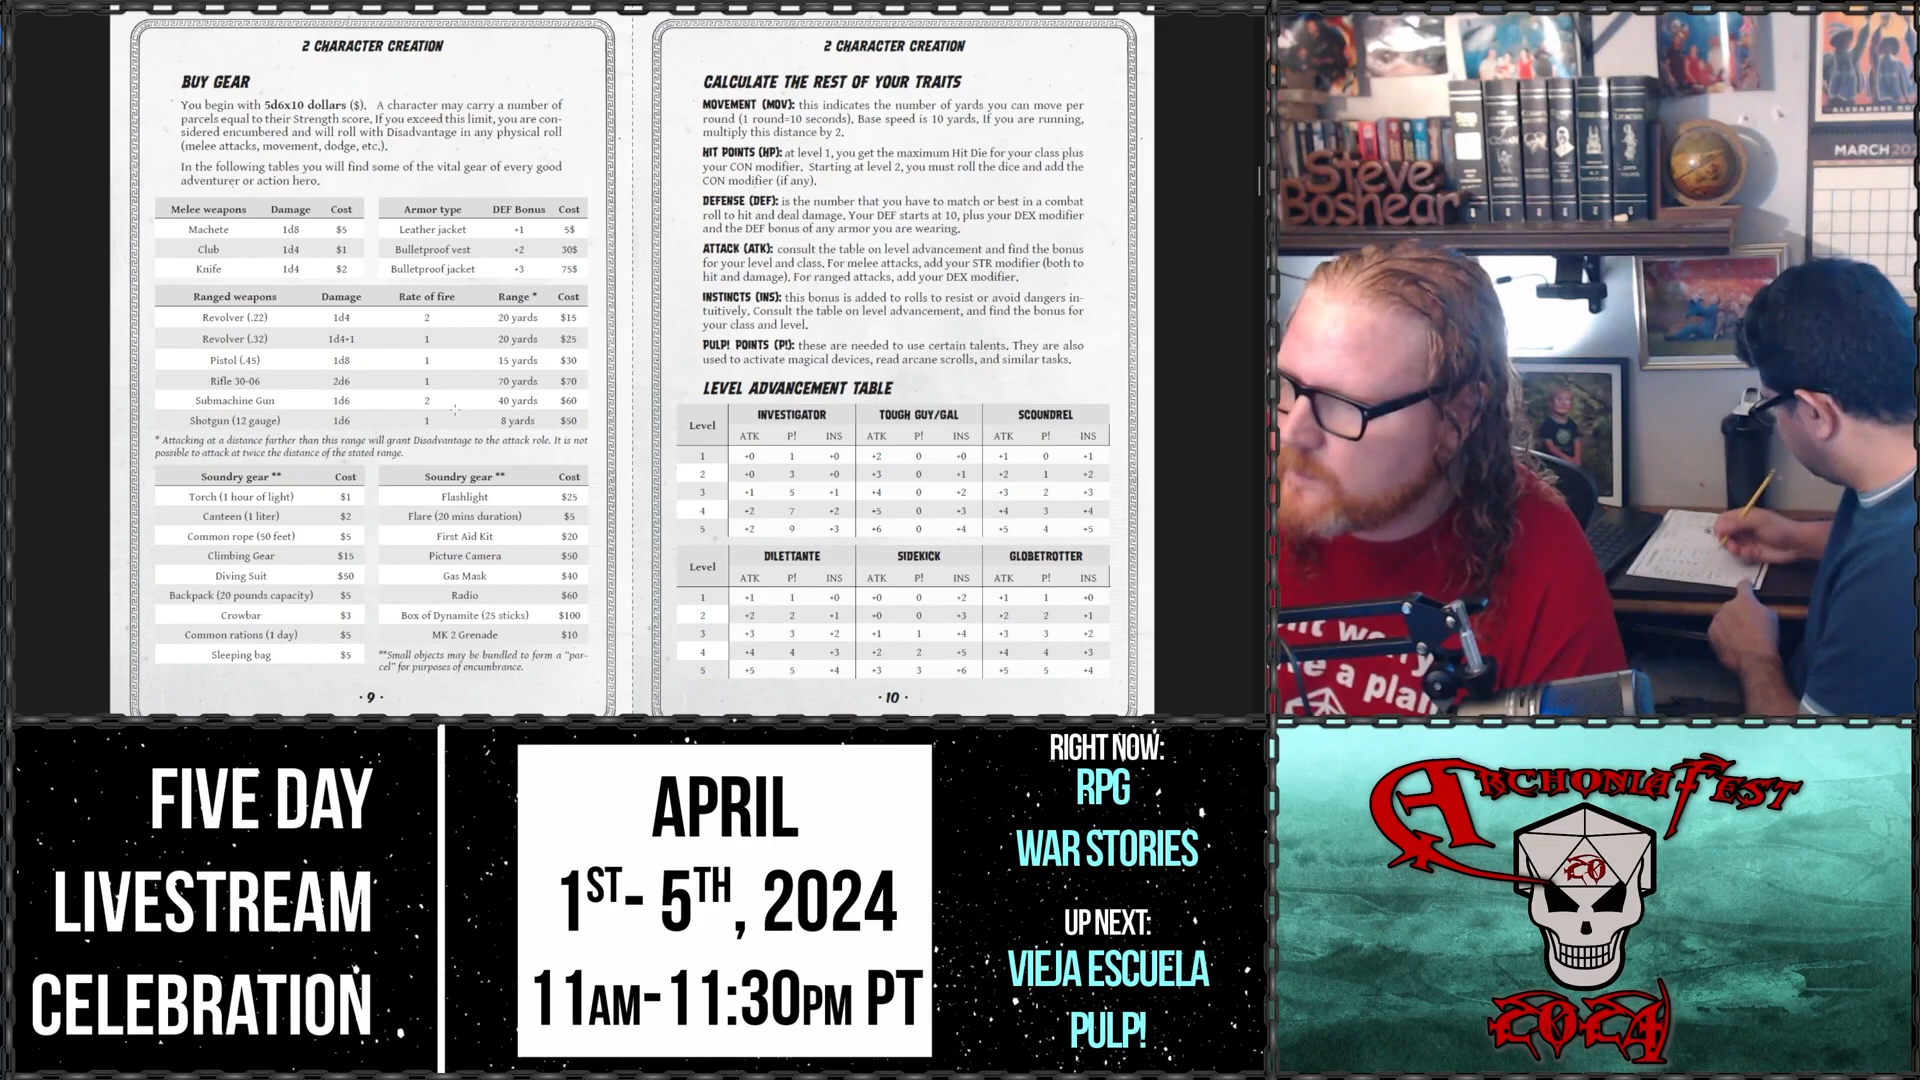 2 CHARACTER CREATION
BUY GEAR
You begin with 5d6x10 dollars ($). A character may carry a number of
parcels equal to their Strength score. If you exceed this limit, you are con-
sidered encumbered and will roll with Disadvantage in any physical roll
(melee attacks, movement, dodge, etc.).
In the following tables you will find some of the vital gear of every good
adventurer or action hero.
Melee weapons Damage Cost
Machete 1d8 $5
Club 1d4 $1
Knife 1d4 $2
Armor type DEF Bonus Cost
Leather jacket +1 5$
Bulletproof vest +2 30$
Bulletproof jacket +3 75$
Ranged weapons Damage Rate of fire Range * Cost
Revolver (.22) 1d4 2 20 yards $15
Revolver (.32) 1d4+1 1 20 yards $25
Pistol (.45) 1d8 1 15 yards $30
Rifle 30-06 2d6 1 70 yards $70
Submachine Gun 1d6 2 40 yards $60
Shotgun (12 gauge) 1d6 1 8 yards $50
* Attacking at a distance farther than this range will grant Disadvantage to the attack role. It is not
possible to attack at twice the distance of the stated range.
Soundry gear ** Cost
Torch (1 hour of light) $1
Canteen (1 liter) $2
Common rope (50 feet) $5
Climbing Gear $15
Diving Suit $50
Backpack (20 pounds capacity) $5
Crowbar $3
Common rations (1 day) $5
Sleeping bag $5
Soundry gear ** Cost
Flashlight $25
Flare (20 mins duration) $5
First Aid Kit $20
Picture Camera $50
Gas Mask $40
Radio $60
Box of Dynamite (25 sticks) $100
MK 2 Grenade $10
**Small objects may be bundled to form a "par-
cel" for purposes of encumbrance.
· 9 ·
2 CHARACTER CREATION
CALCULATE THE REST OF YOUR TRAITS
MOVEMENT (MOV): this indicates the number of yards you can move per
round (1 round=10 seconds). Base speed is 10 yards. If you are running,
multiply this distance by 2.
HIT POINTS (HP): at level 1, you get the maximum Hit Die for your class plus
your CON modifier. Starting at level 2, you must roll the dice and add the
CON modifier (if any).
DEFENSE (DEF): is the number that you have to match or best in a combat
roll to hit and deal damage. Your DEF starts at 10, plus your DEX modifier
and the DEF bonus of any armor you are wearing.
ATTACK (ATK): consult the table on level advancement and find the bonus
for your level and class. For melee attacks, add your STR modifier (both to
hit and damage). For ranged attacks, add your DEX modifier.
INSTINCTS (INS): this bonus is added to rolls to resist or avoid dangers in-
tuitively. Consult the table on level advancement, and find the bonus for
your class and level.
PULP! POINTS (P!): these are needed to use certain talents. They are also
used to activate magical devices, read arcane scrolls, and similar tasks.
LEVEL ADVANCEMENT TABLE
Level INVESTIGATOR TOUGH GUY/GAL SCOUNDREL
ATK P! INS ATK P! INS ATK P! INS
1 +0 1 +0 +2 0 +0 +1 0 +1
2 +0 3 +0 +3 0 +1 +2 1 +2
3 +1 5 +1 +4 0 +2 +3 2 +3
4 +2 7 +2 +5 0 +3 +4 3 +4
5 +2 9 +3 +6 0 +4 +5 4 +5
Level DILETTANTE SIDEKICK GLOBETROTTER
ATK P! INS ATK P! INS ATK P! INS
1 +1 1 +0 +0 0 +2 +1 1 +0
2 +2 2 +1 +0 0 +3 +2 2 +1
3 +3 3 +2 +1 1 +4 +3 3 +2
4 +4 4 +3 +2 2 +5 +4 4 +3
5 +5 5 +4 +3 3 +6 +5 5 +4
· 10 ·
Steve
Boshear
MARCH 202
e a plan
FIVE DAY
LIVESTREAM
CELEBRATION
APRIL
1ST- 5TH, 2024
11AM-11:30PM PT
RIGHT NOW:
RPG
WAR STORIES
UP NEXT:
VIEJA ESCUELA
PULP!
ARCHONIAFEST
20
2024